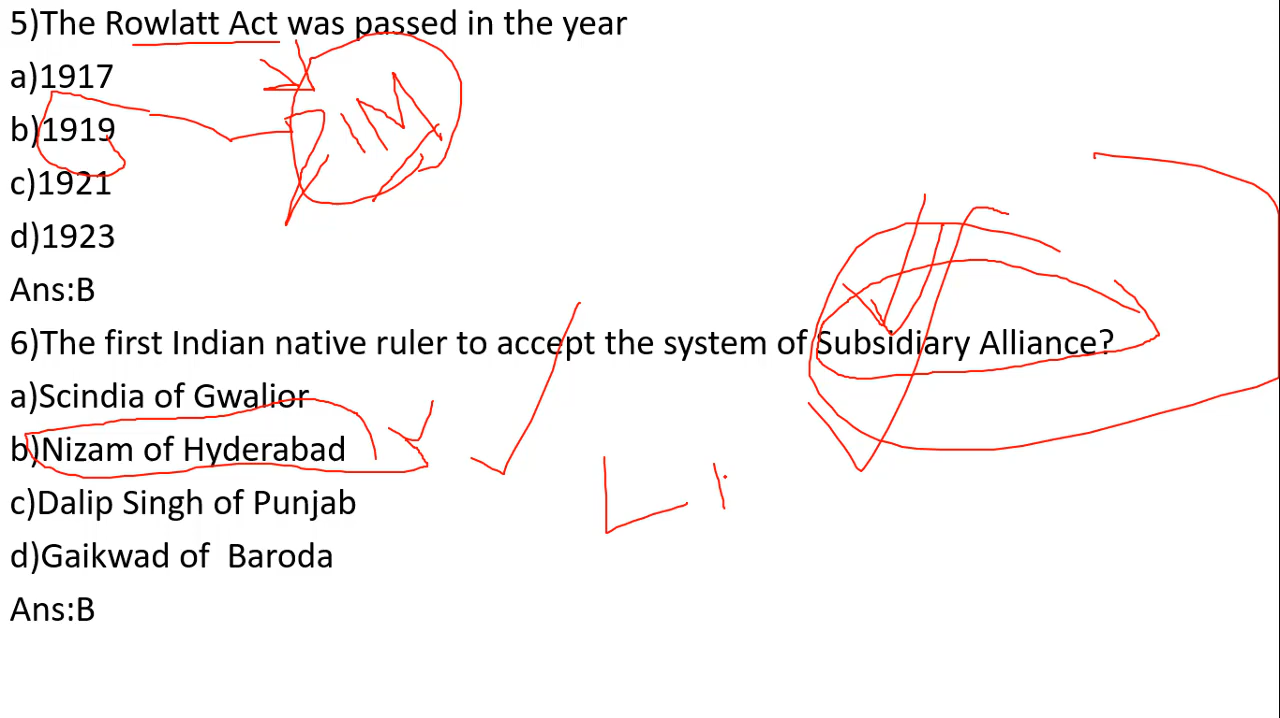 5)The Rowlatt Act was passed in the year
a)1917
b)1919
c)1921
d)1923
Ans:B
6)The first Indian native ruler to accept the system of Subsidiary Alliance?
a)Scindia of Gwalior
b)Nizam of Hyderabad
c)Dalip Singh of Punjab
d)Gaikwad of  Baroda
Ans:B